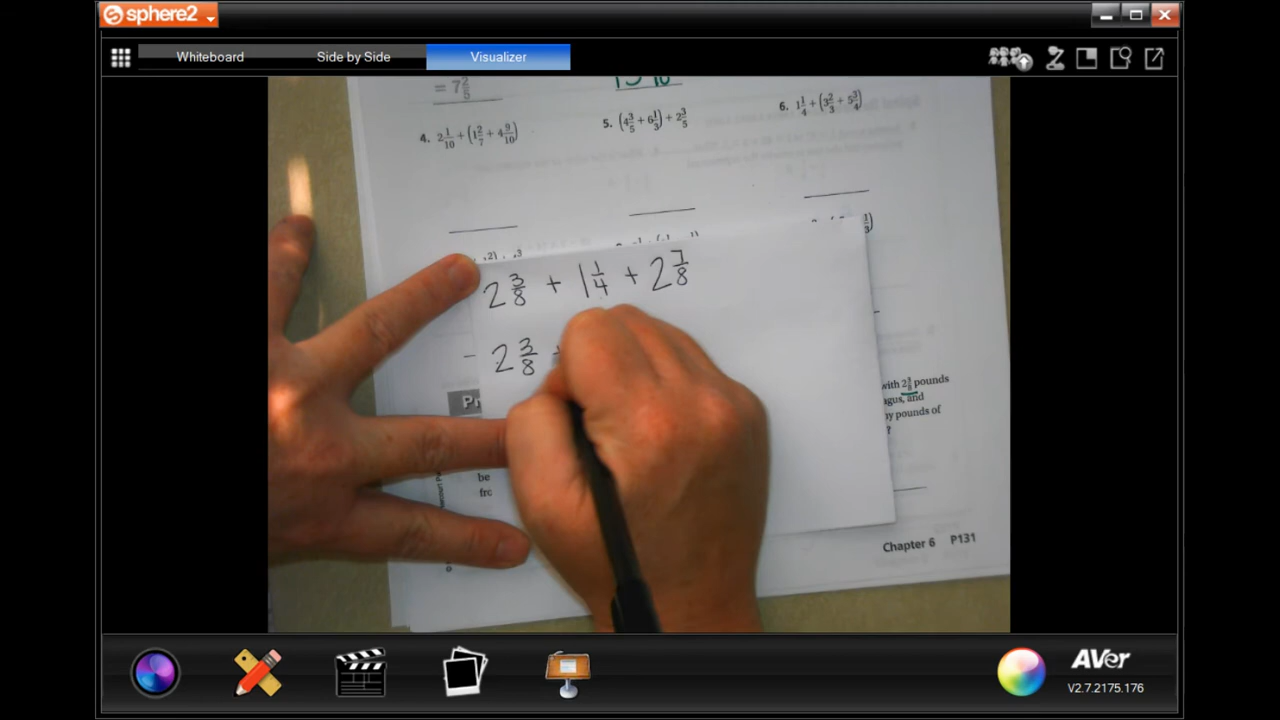 sphere2
Whiteboard Side by Side Visualizer
= 7 2/5
4. 2 1/10 + (1 2/7 + 4 9/10)
5. (4 3/5 + 6 1/3) + 2 3/5
6. 1 1/4 + (3 2/3 + 5 3/4)
2 3/8 + 1 1/4 + 2 7/8
2 3/8 +
with 2 3/8 pounds
and
pounds of
?
be
Chapter 6 P131
AVer
V2.7.2175.176